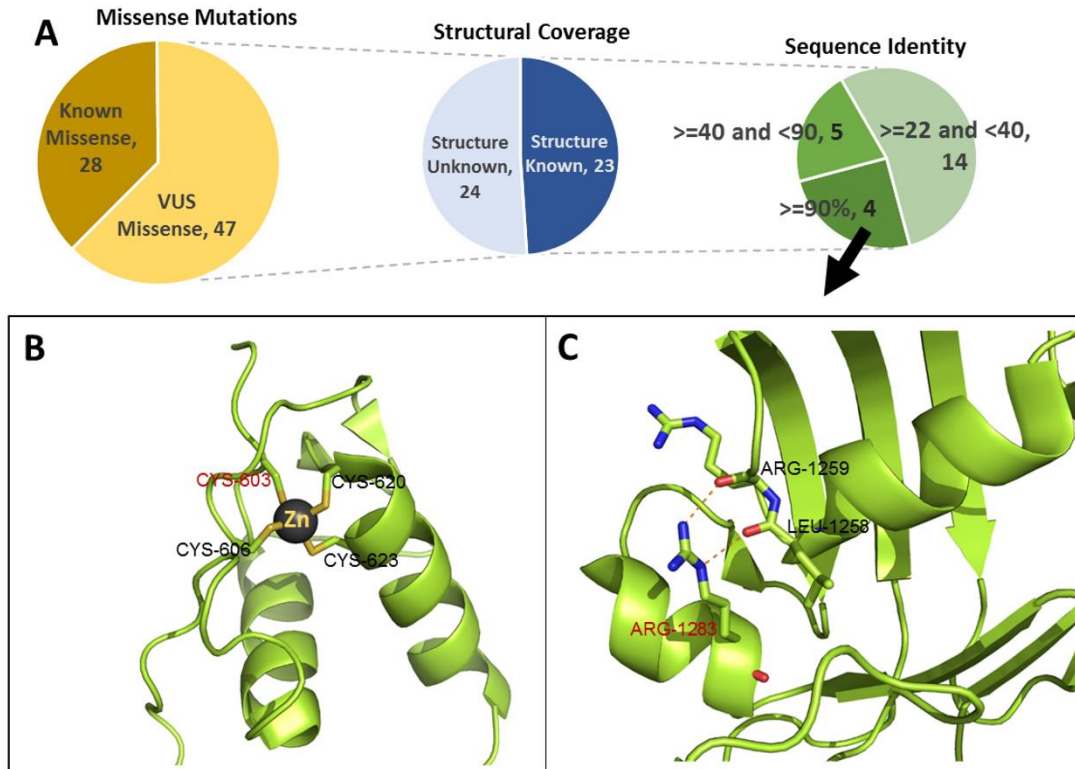 A
Missense Mutations
Known
Missense,
28
VUS
Missense, 47
Structural Coverage
Structure
Unknown,
24
Structure
Known, 23
Sequence Identity
>=40 and <90, 5
>=22 and <40,
14
>=90%, 4
B
CYS-603
CYS-620
Zn
CYS-606
CYS-623
C
ARG-1259
LEU-1258
ARG-1283